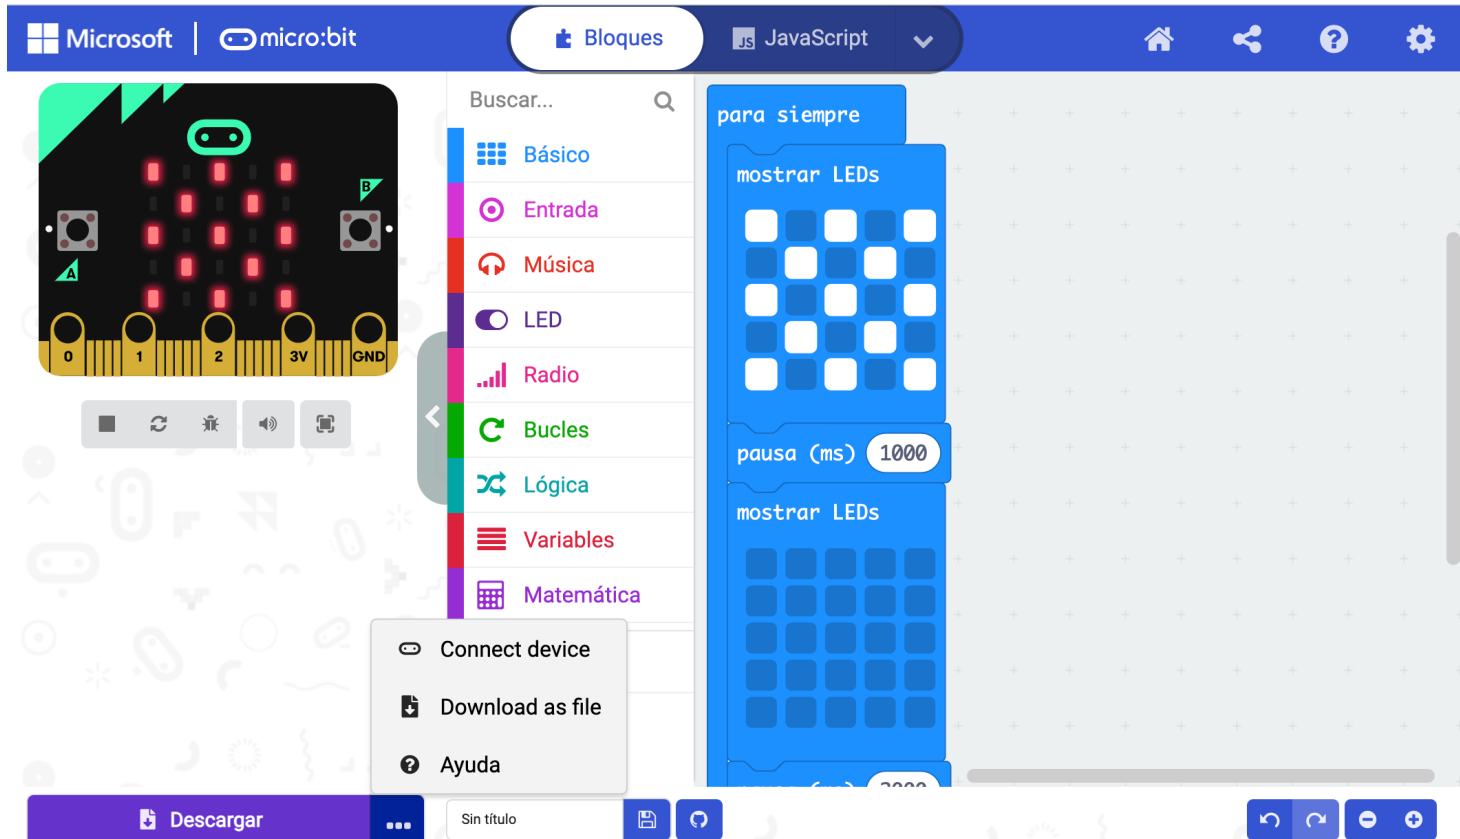 Microsoft
micro:bit
Bloques
JS
JavaScript
A
B
0
1
2
3V
GND
Buscar...
Básico
Entrada
Música
LED
Radio
Bucles
Lógica
Variables
Matemática
Connect device
Download as file
Ayuda
para siempre
mostrar LEDs
pausa (ms) 1000
mostrar LEDs
Descargar
...
Sin título